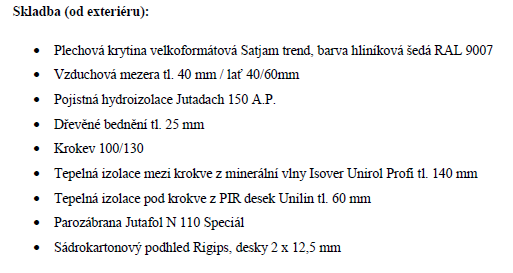 Skladba (od exteriéru):
• Plechová krytina velkoformátová Satjam trend, barva hliníková šedá RAL 9007
• Vzduchová mezera tl. 40 mm / lať 40/60mm
• Pojistná hydroizolace Jutadach 150 A.P.
• Dřevěné bednění tl. 25 mm
• Krokev 100/130
• Tepelná izolace mezi krokve z minerální vlny Isover Unirol Profi tl. 140 mm
• Tepelná izolace pod krokve z PIR desek Unilin tl. 60 mm
• Parozábrana Jutafol N 110 Speciál
• Sádrokartonový podhled Rigips, desky 2 x 12,5 mm